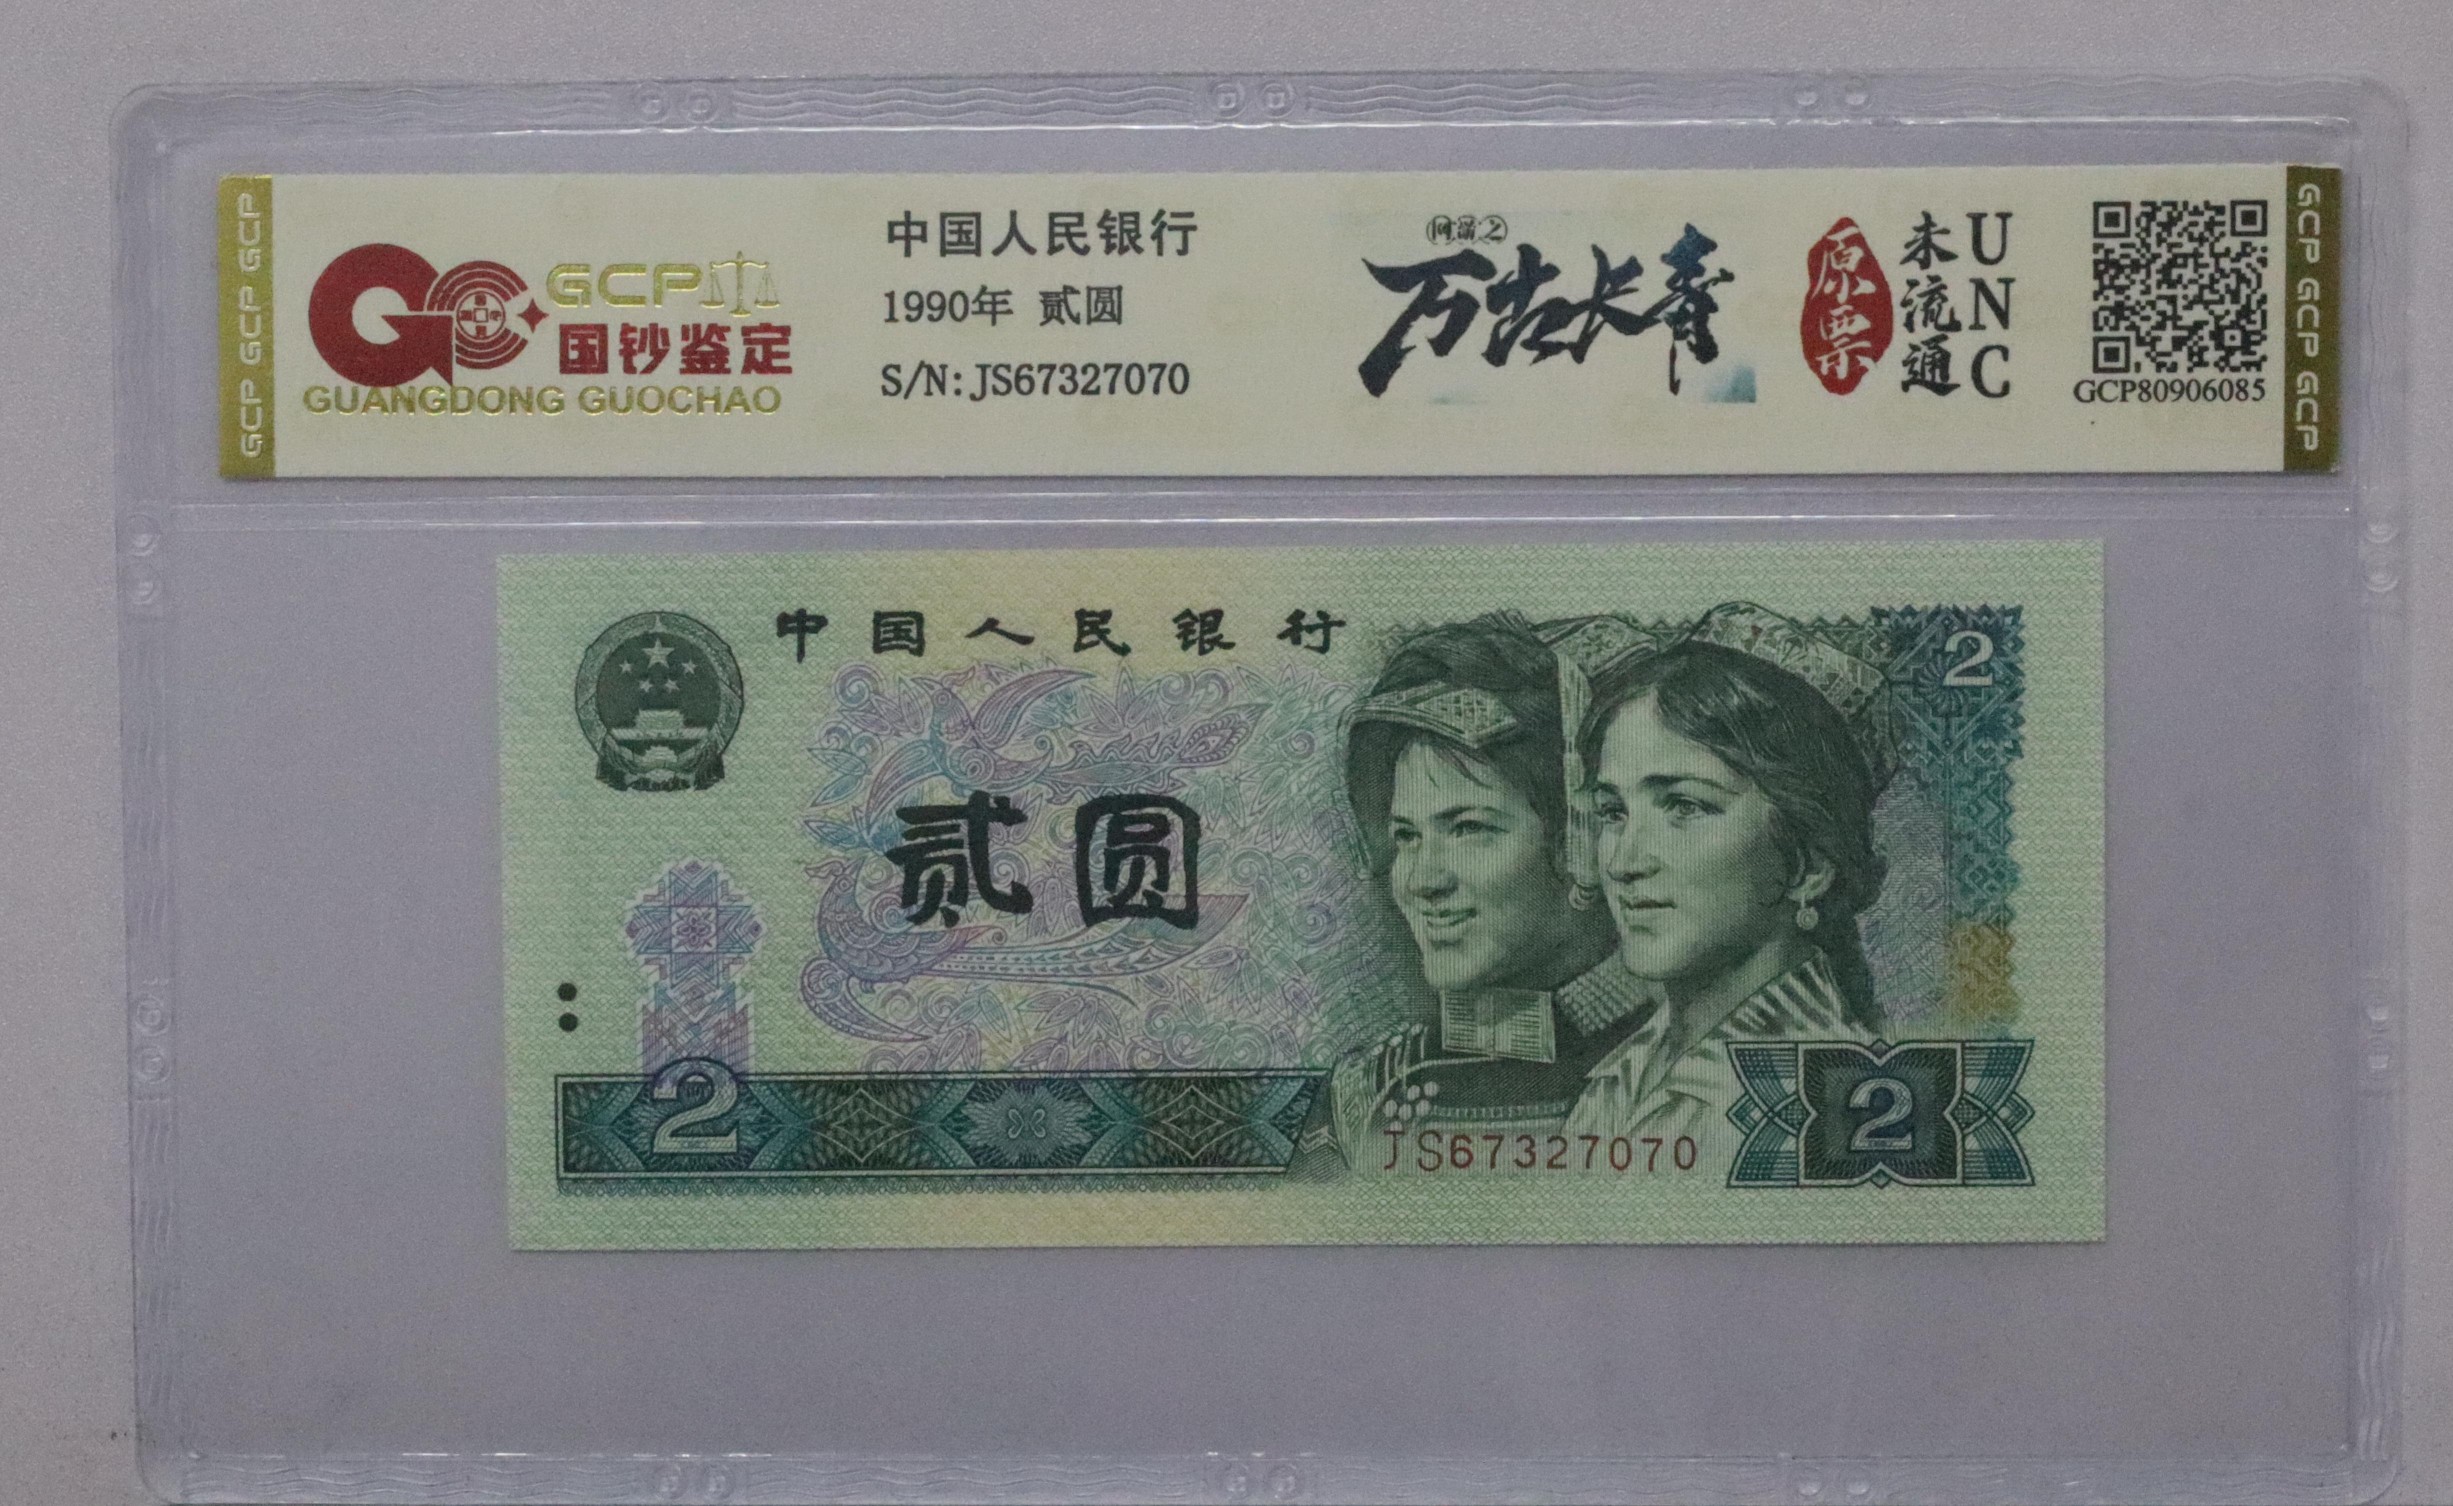 GCP GCP GCP
GCP
国钞鉴定
GUANGDONG GUOCHAO
中国人民银行
1990年 贰圆
S/N: JS67327070
万古长青
原票
未流通
UNC
GCP80906085
GCP GCP GCP
中国人民银行
2
贰圆
2
JS67327070
2